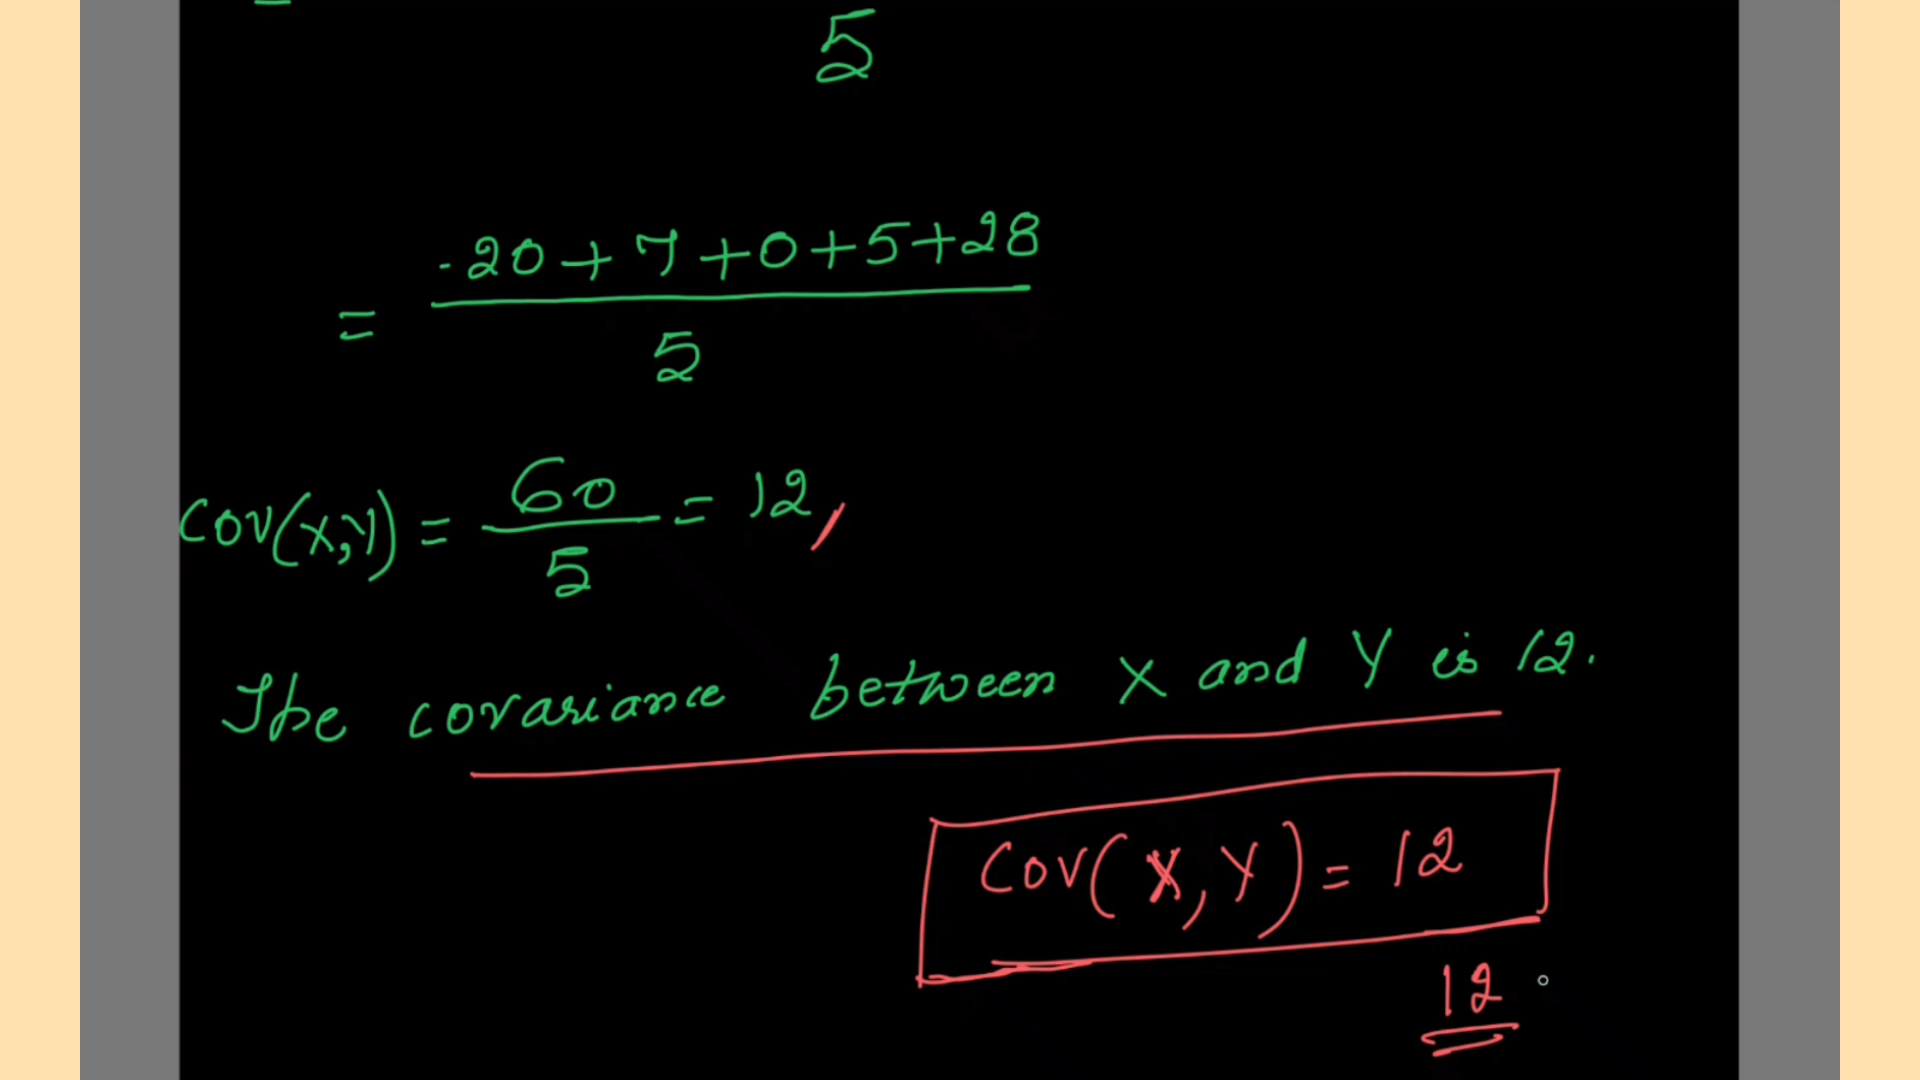 5
= -20+7+0+5+28
5
Cov(X,Y) = 60/5 = 12,
The covariance between X and Y is 12.
Cov(X,Y) = 12
12